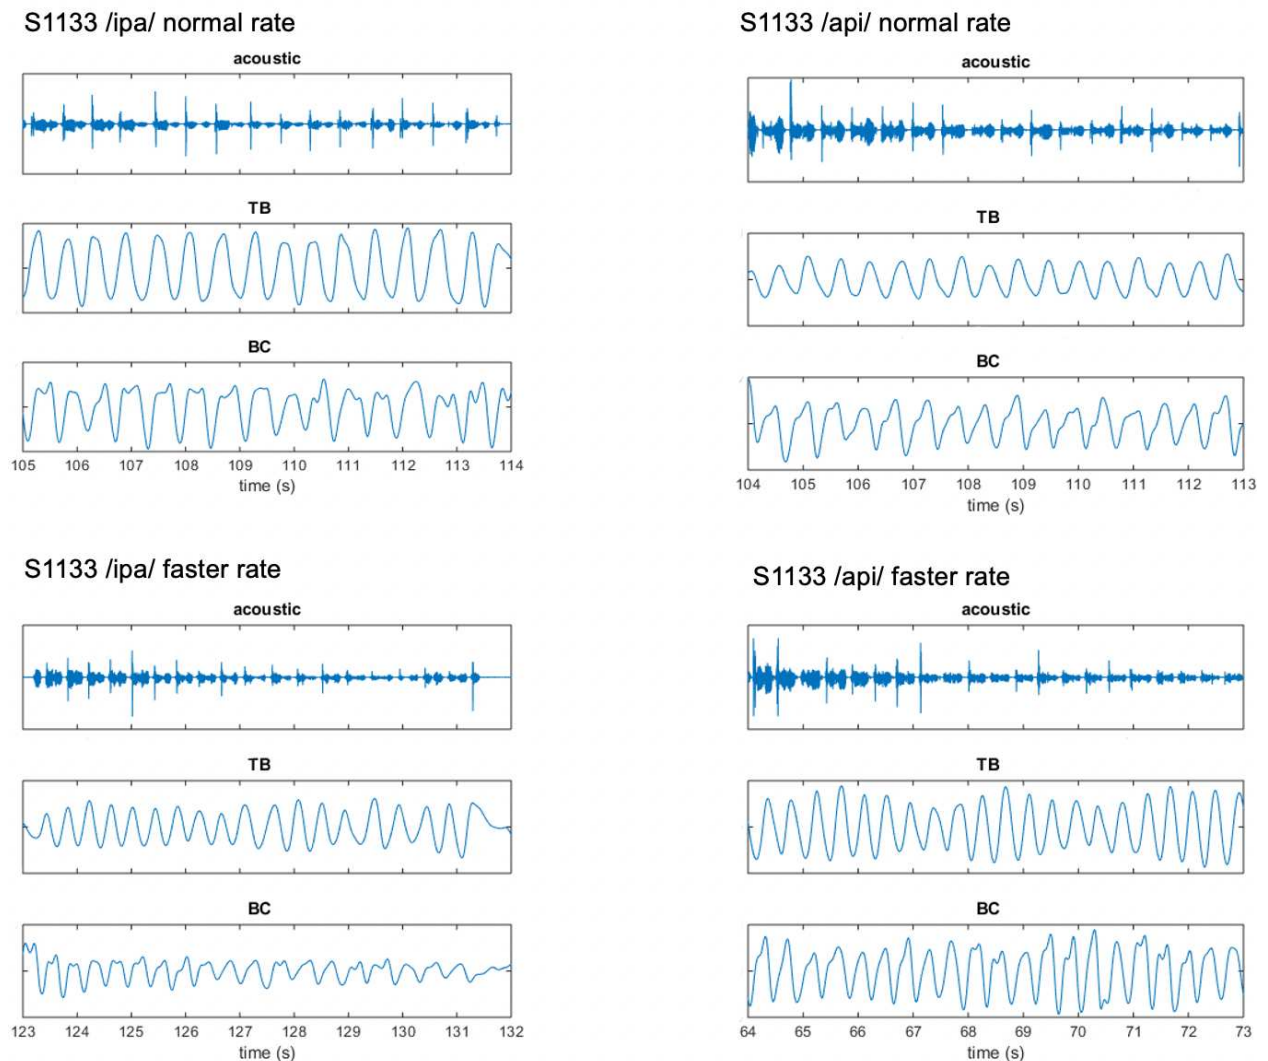 S1133 /ipa/ normal rate
acoustic
TB
BC
105 106 107 108 109 110 111 112 113 114
time (s)
S1133 /api/ normal rate
acoustic
TB
BC
104 105 106 107 108 109 110 111 112 113
time (s)
S1133 /ipa/ faster rate
acoustic
TB
BC
123 124 125 126 127 128 129 130 131 132
time (s)
S1133 /api/ faster rate
acoustic
TB
BC
64 65 66 67 68 69 70 71 72 73
time (s)